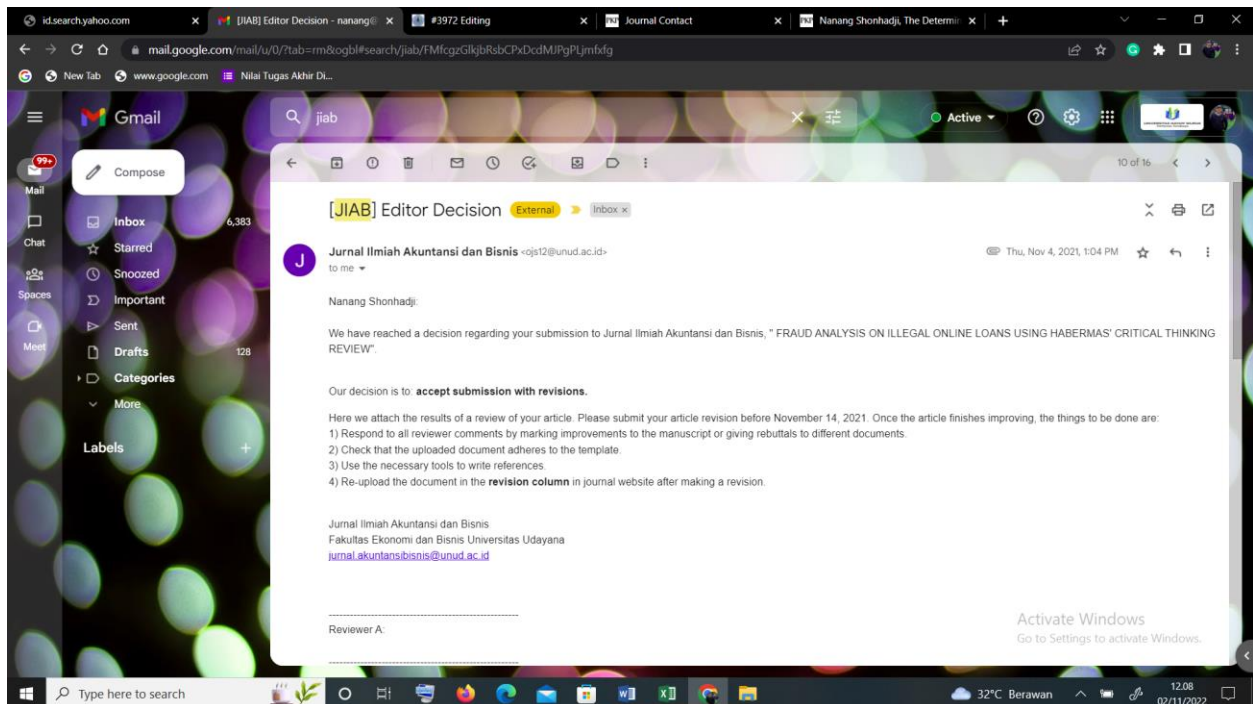 id.search.yahoo.com
[JIAB] Editor Decision - nanang@
#3972 Editing
Journal Contact
Nanang Shonhadji, The Determin
mail.google.com/mail/u/0/?tab=rm&ogbl#search/jiab/FMfcgzGlkjbRsbCPxDcdMJPgPLjmfxfg
New Tab
www.google.com
Nilai Tugas Akhir Di...
Gmail
jiab
Active
99+
Mail
Compose
10 of 16
Chat
Spaces
Meet
Inbox 6,383
Starred
Snoozed
Important
Sent
Drafts 128
Categories
More
Labels
[JIAB] Editor Decision External Inbox x
J
Jurnal Ilmiah Akuntansi dan Bisnis <ojs12@unud.ac.id>
Thu, Nov 4, 2021, 1:04 PM
to me
Nanang Shonhadji:
We have reached a decision regarding your submission to Jurnal Ilmiah Akuntansi dan Bisnis, " FRAUD ANALYSIS ON ILLEGAL ONLINE LOANS USING HABERMAS' CRITICAL THINKING
REVIEW".
Our decision is to: accept submission with revisions.
Here we attach the results of a review of your article. Please submit your article revision before November 14, 2021. Once the article finishes improving, the things to be done are:
1) Respond to all reviewer comments by marking improvements to the manuscript or giving rebuttals to different documents.
2) Check that the uploaded document adheres to the template.
3) Use the necessary tools to write references.
4) Re-upload the document in the revision column in journal website after making a revision.
Jurnal Ilmiah Akuntansi dan Bisnis
Fakultas Ekonomi dan Bisnis Universitas Udayana
jurnal.akuntansibisnis@unud.ac.id
------------------------------------------------------
Reviewer A:
------------------------------------------------------
Activate Windows
Go to Settings to activate Windows.
Type here to search
32°C Berawan
12.08
02/11/2022